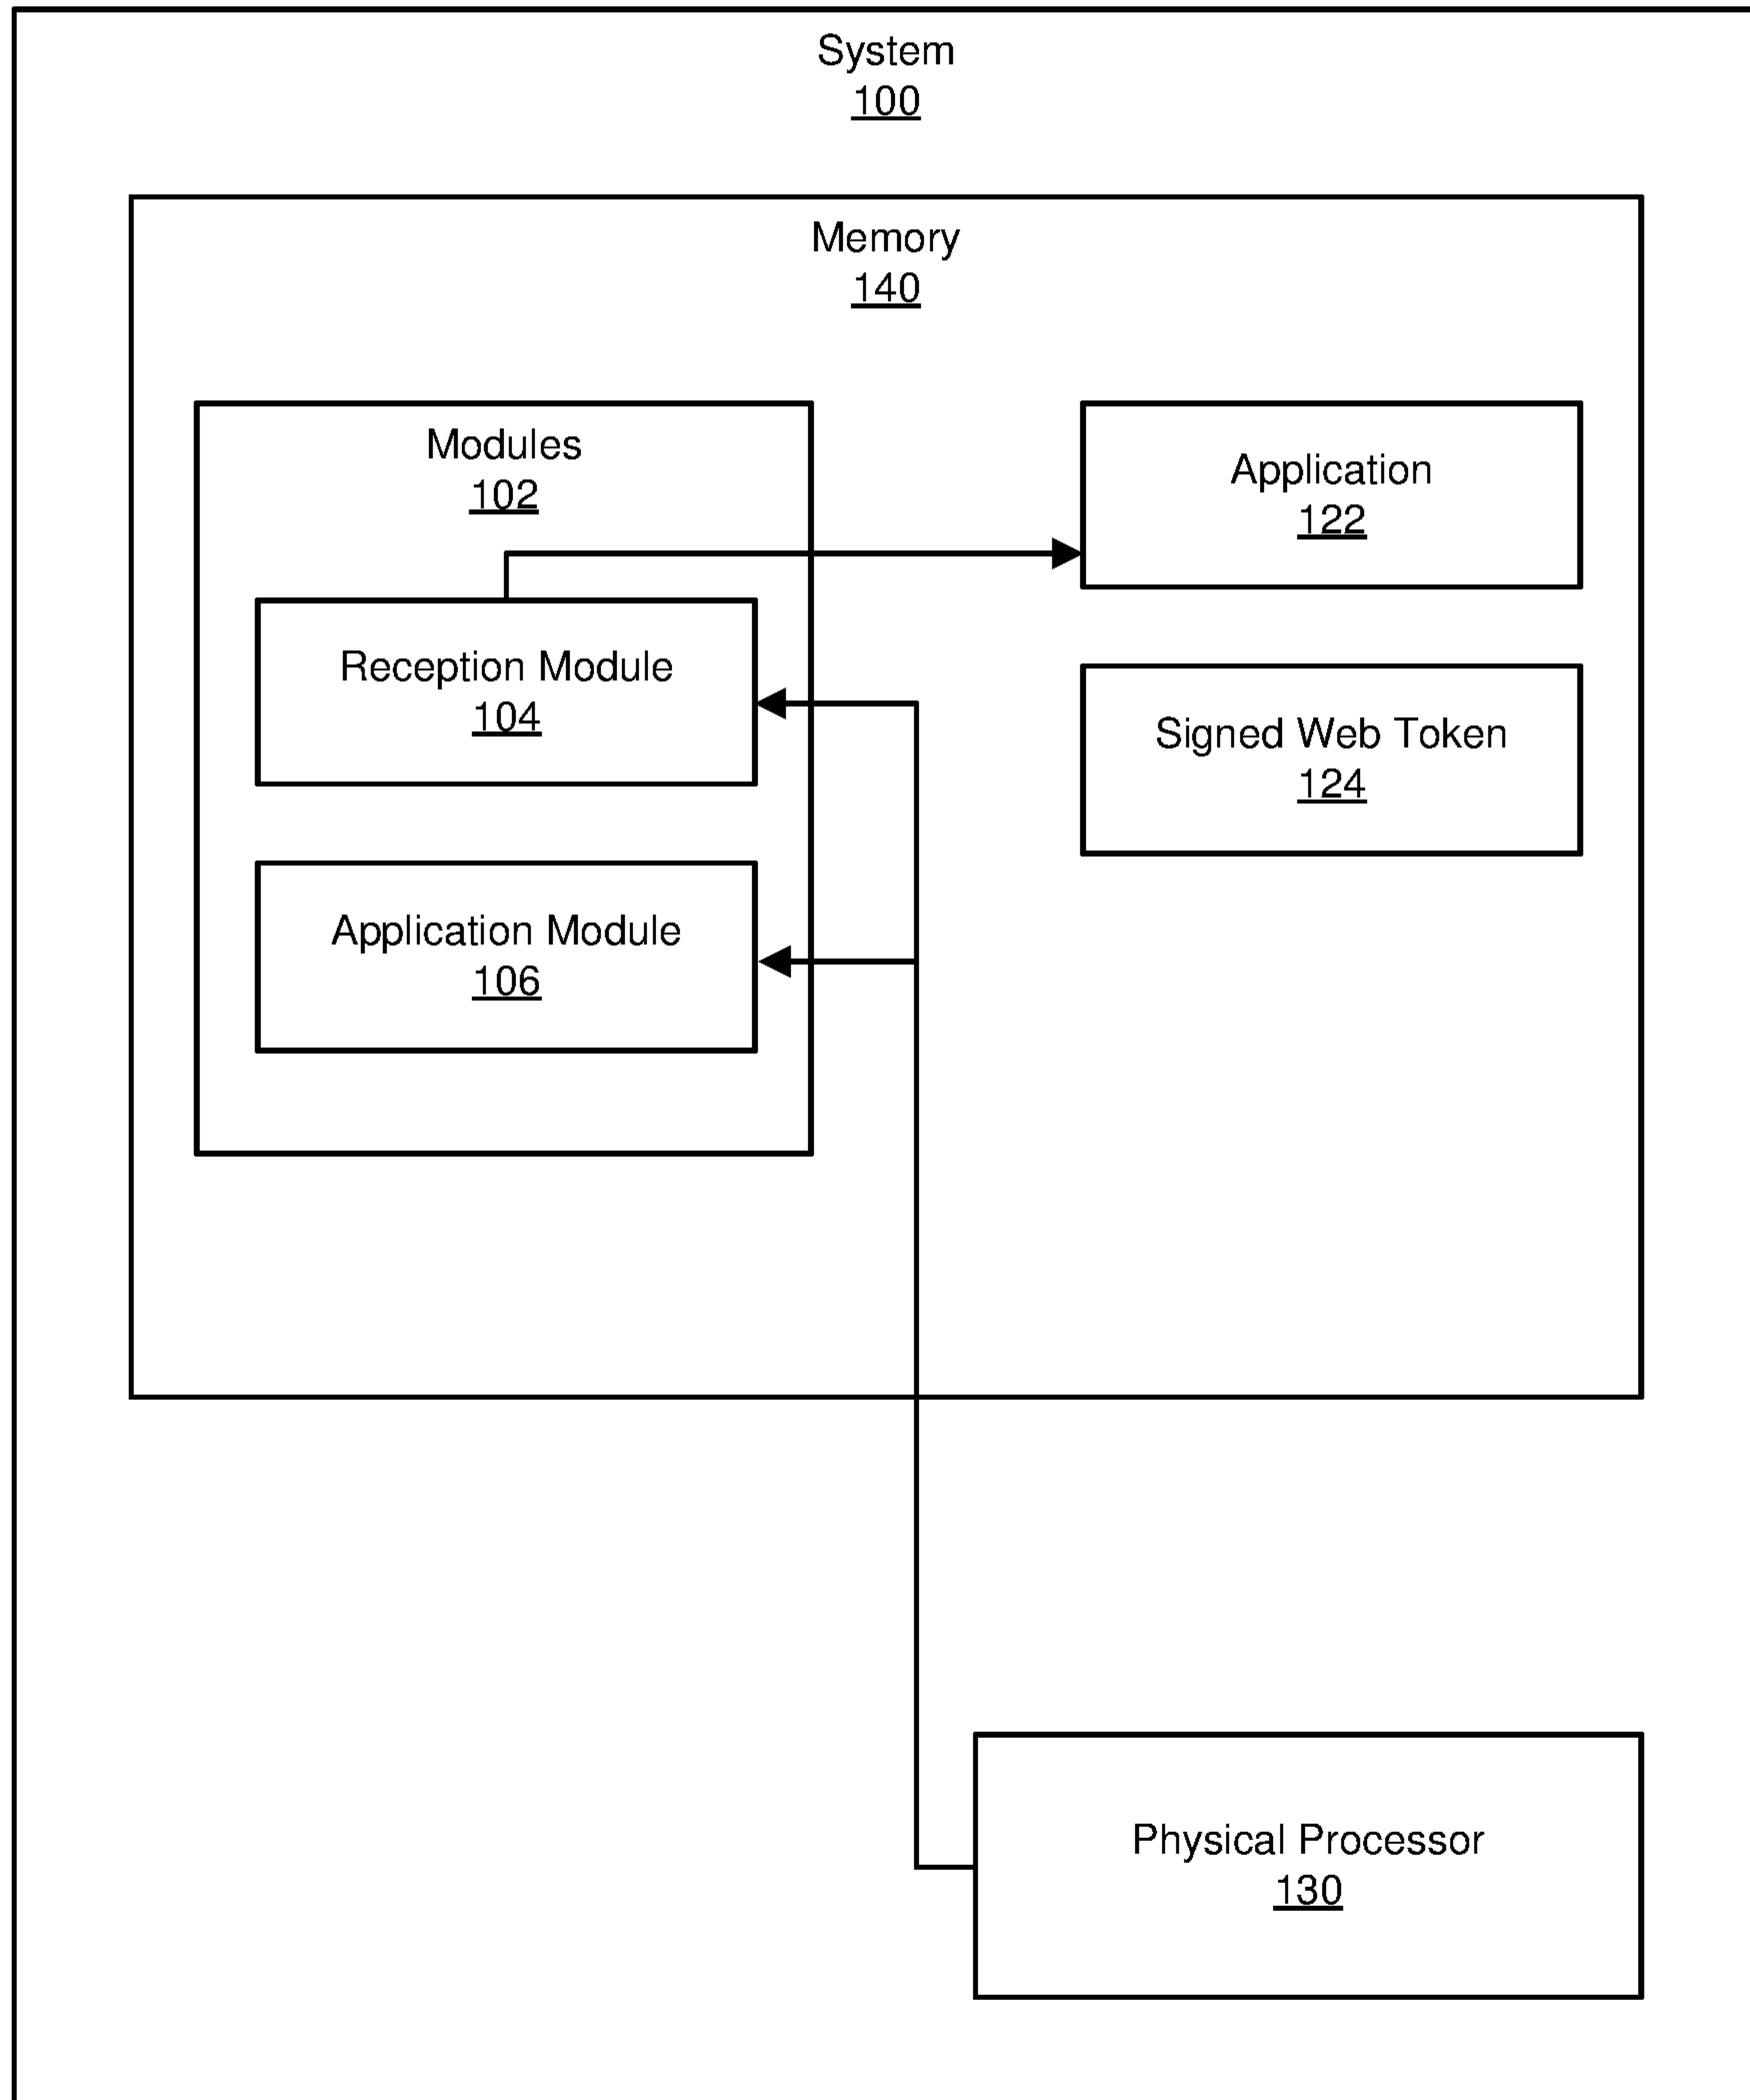 System
100
Memory
140
Modules
102
Application
122
Reception Module
104
Signed Web Token
124
Application Module
106
Physical Processor
130